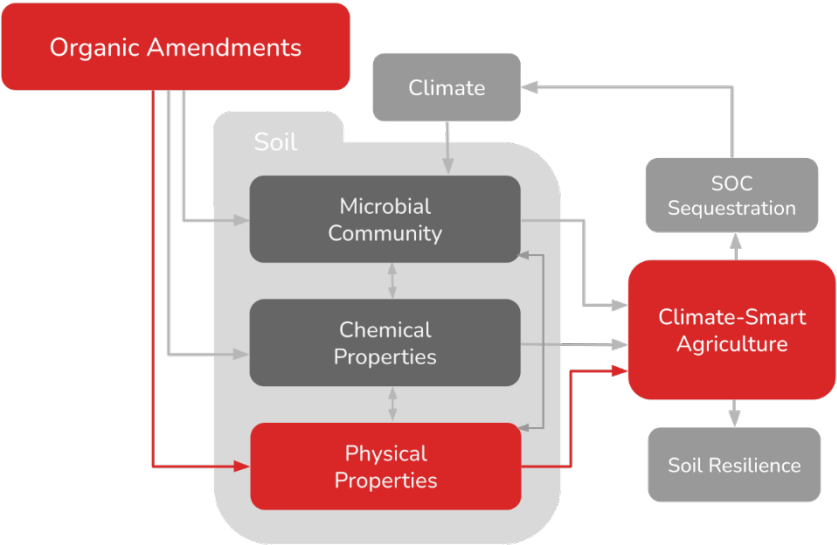 Organic Amendments
Climate
Soil
Microbial
Community
SOC
Sequestration
Chemical
Properties
Climate-Smart
Agriculture
Physical
Properties
Soil Resilience